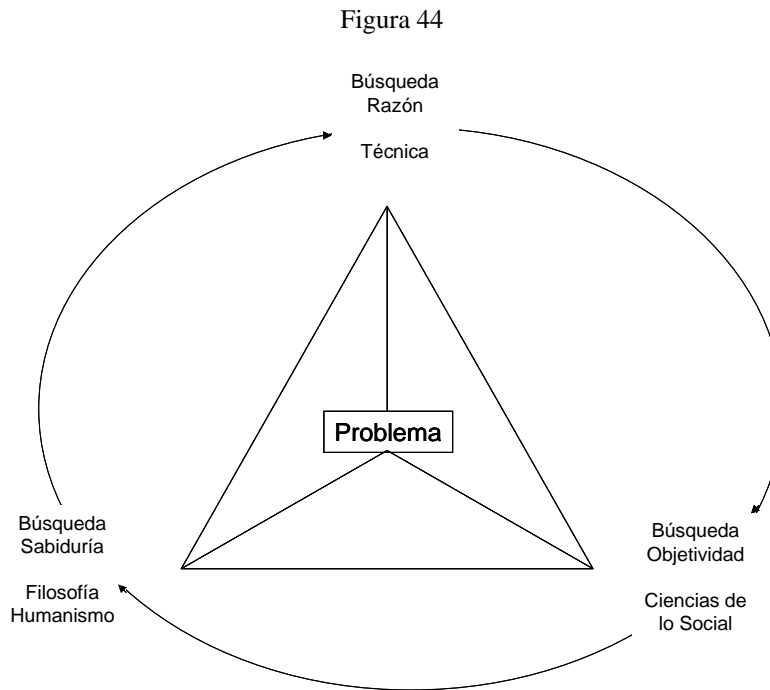 Figura 44
Búsqueda
Razón
Técnica
Problema
Búsqueda
Sabiduría
Filosofía
Humanismo
Búsqueda
Objetividad
Ciencias de
lo Social